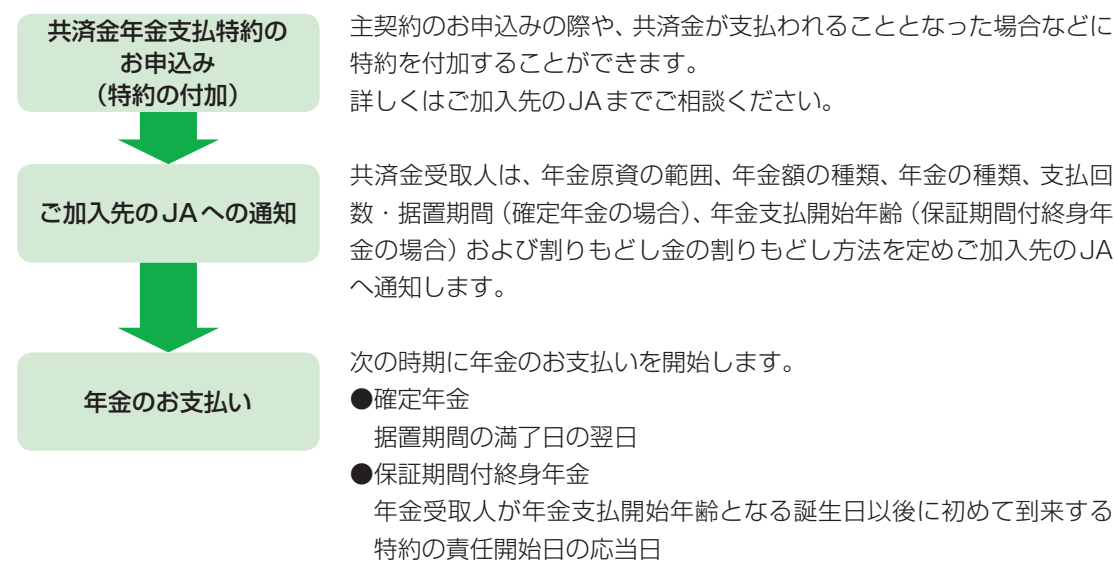 共済金年金支払特約の
お申込み
（特約の付加）
主契約のお申込みの際や、共済金が支払われることとなった場合などに
特約を付加することができます。
詳しくはご加入先のJAまでご相談ください。
ご加入先のJAへの通知
共済金受取人は、年金原資の範囲、年金額の種類、年金の種類、支払回
数・据置期間（確定年金の場合）、年金支払開始年齢（保証期間付終身年
金の場合）および割りもどし金の割りもどし方法を定めご加入先のJA
へ通知します。
年金のお支払い
次の時期に年金のお支払いを開始します。
●確定年金
据置期間の満了日の翌日
●保証期間付終身年金
年金受取人が年金支払開始年齢となる誕生日以後に初めて到来する
特約の責任開始日の応当日